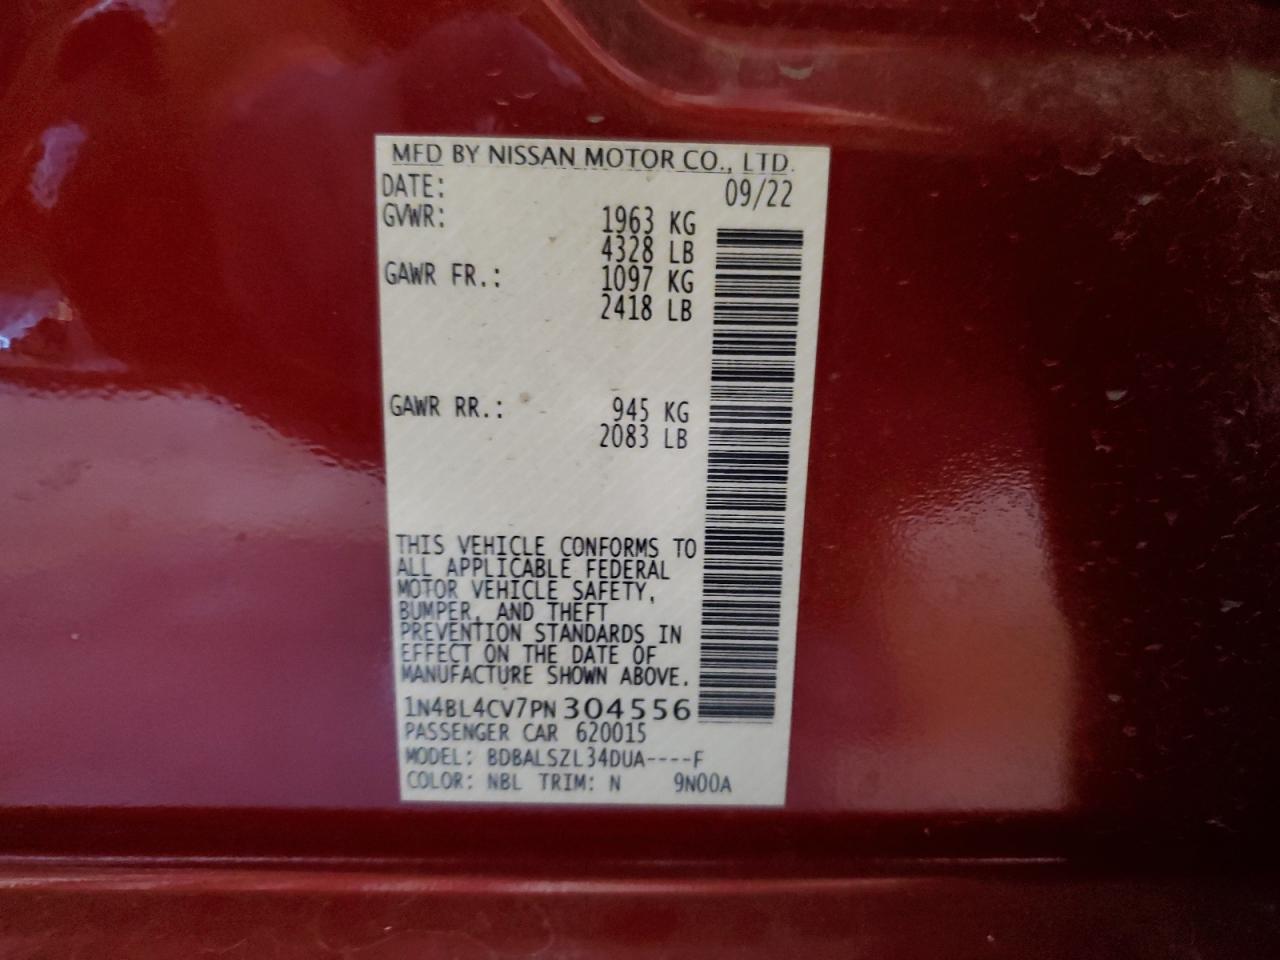 MFD BY NISSAN MOTOR CO., LTD.
DATE: 09/22
GVWR: 1963 KG
4328 LB
GAWR FR.: 1097 KG
2418 LB
GAWR RR.: 945 KG
2083 LB
THIS VEHICLE CONFORMS TO
ALL APPLICABLE FEDERAL
MOTOR VEHICLE SAFETY,
BUMPER, AND THEFT
PREVENTION STANDARDS IN
EFFECT ON THE DATE OF
MANUFACTURE SHOWN ABOVE.
1N4BL4CV7PN304556
PASSENGER CAR 620015
MODEL: BDBALSZL34DUA----F
COLOR: NBL TRIM: N 9N00A